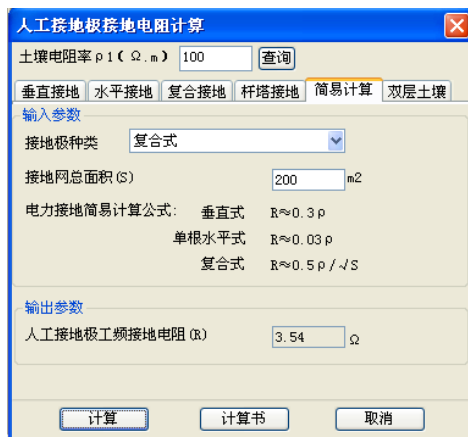 人工接地极接地电阻计算
土壤电阻率ρ1(Ω.m) 100 查询
垂直接地 水平接地 复合接地 杆塔接地 简易计算 双层土壤
输入参数
接地极种类 复合式
接地网总面积(S) 200 m2
电力接地简易计算公式: 垂直式 R≈0.3ρ
单根水平式 R≈0.03ρ
复合式 R≈0.5ρ/√S
输出参数
人工接地极工频接地电阻(R) 3.54 Ω
计算 计算书 取消